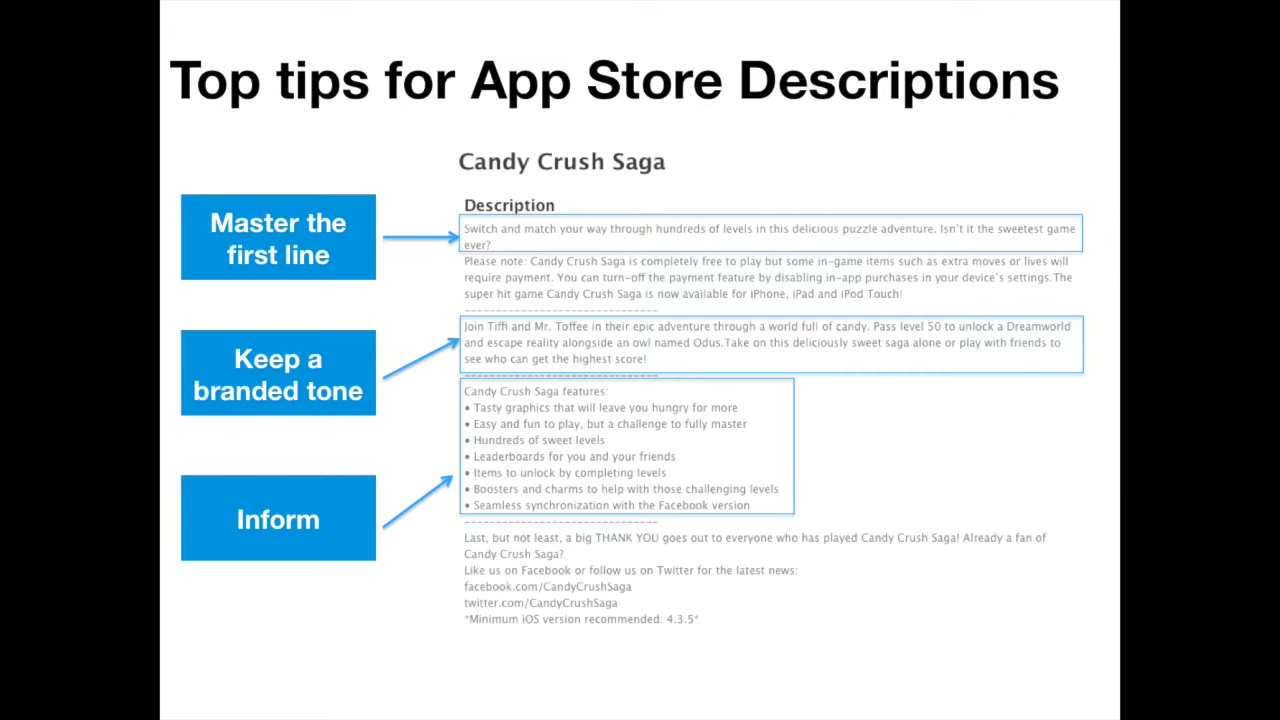 Top tips for App Store Descriptions
Candy Crush Saga
Master the
first line
Description
Switch and match your way through hundreds of levels in this delicious puzzle adventure. Isn't it the sweetest game
ever?
Please note: Candy Crush Saga is completely free to play but some in-game items such as extra moves or lives will
require payment. You can turn-off the payment feature by disabling in-app purchases in your device's settings.The
super hit game Candy Crush Saga is now available for iPhone, iPad and iPod Touch!
-------------------------------
Keep a
branded tone
Join Tiffi and Mr. Toffee in their epic adventure through a world full of candy. Pass level 50 to unlock a Dreamworld
and escape reality alongside an owl named Odus.Take on this deliciously sweet saga alone or play with friends to
see who can get the highest score!
-------------------------------
Inform
Candy Crush Saga features:
• Tasty graphics that will leave you hungry for more
• Easy and fun to play, but a challenge to fully master
• Hundreds of sweet levels
• Leaderboards for you and your friends
• Items to unlock by completing levels
• Boosters and charms to help with those challenging levels
• Seamless synchronization with the Facebook version
-------------------------------
Last, but not least, a big THANK YOU goes out to everyone who has played Candy Crush Saga! Already a fan of
Candy Crush Saga?
Like us on Facebook or follow us on Twitter for the latest news:
facebook.com/CandyCrushSaga
twitter.com/CandyCrushSaga
*Minimum iOS version recommended: 4.3.5*